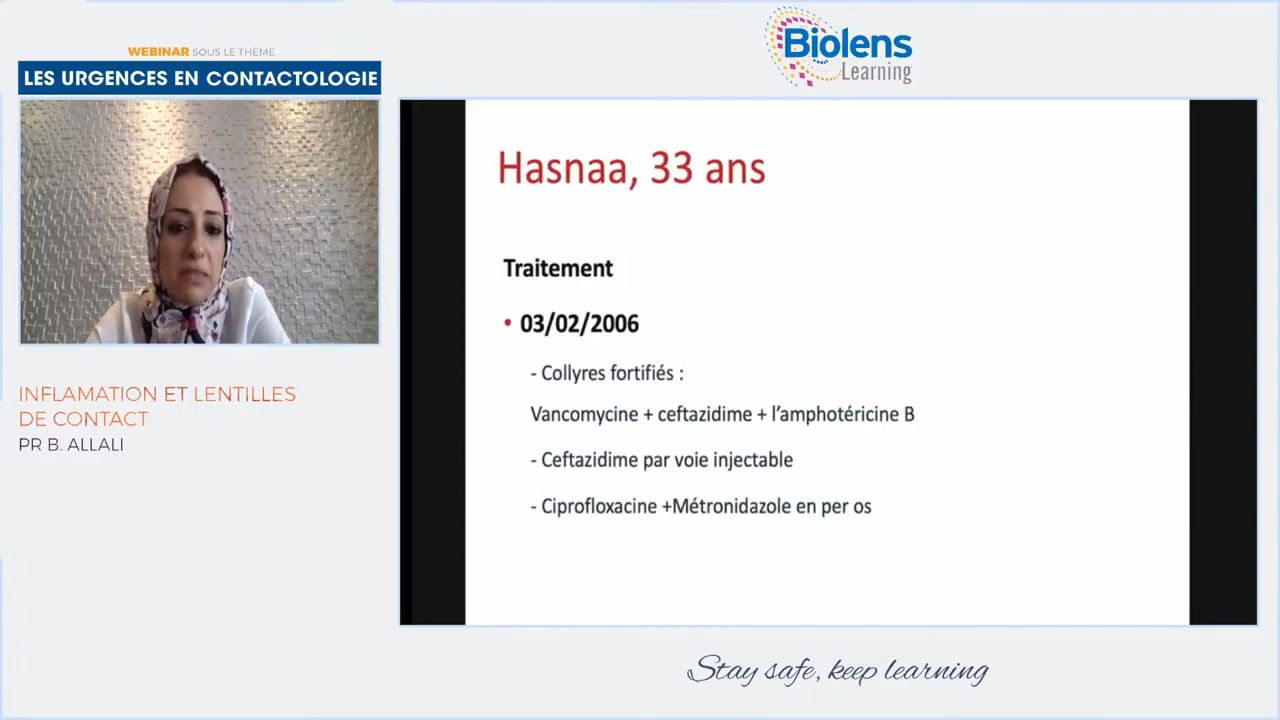 WEBINAR SOUS LE THÈME
LES URGENCES EN CONTACTOLOGIE
INFLAMATION ET LENTILLES
DE CONTACT
PR B. ALLALI
Biolens
Learning
Hasnaa, 33 ans
Traitement
• 03/02/2006
- Collyres fortifiés :
Vancomycine + ceftazidime + l'amphotéricine B
- Ceftazidime par voie injectable
- Ciprofloxacine +Métronidazole en per os
Stay safe, keep learning